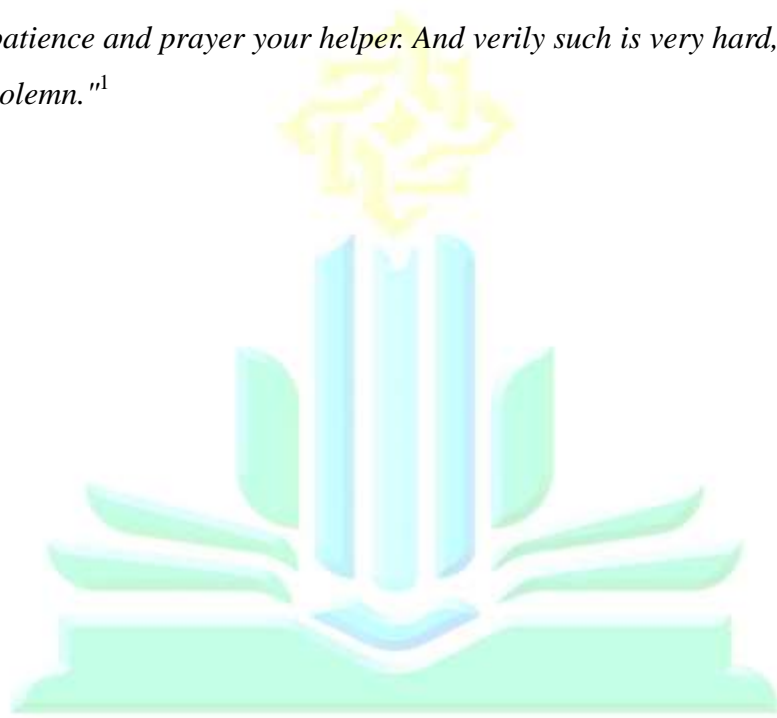 patience and prayer your helper. And verily such is very hard,
olemn."1